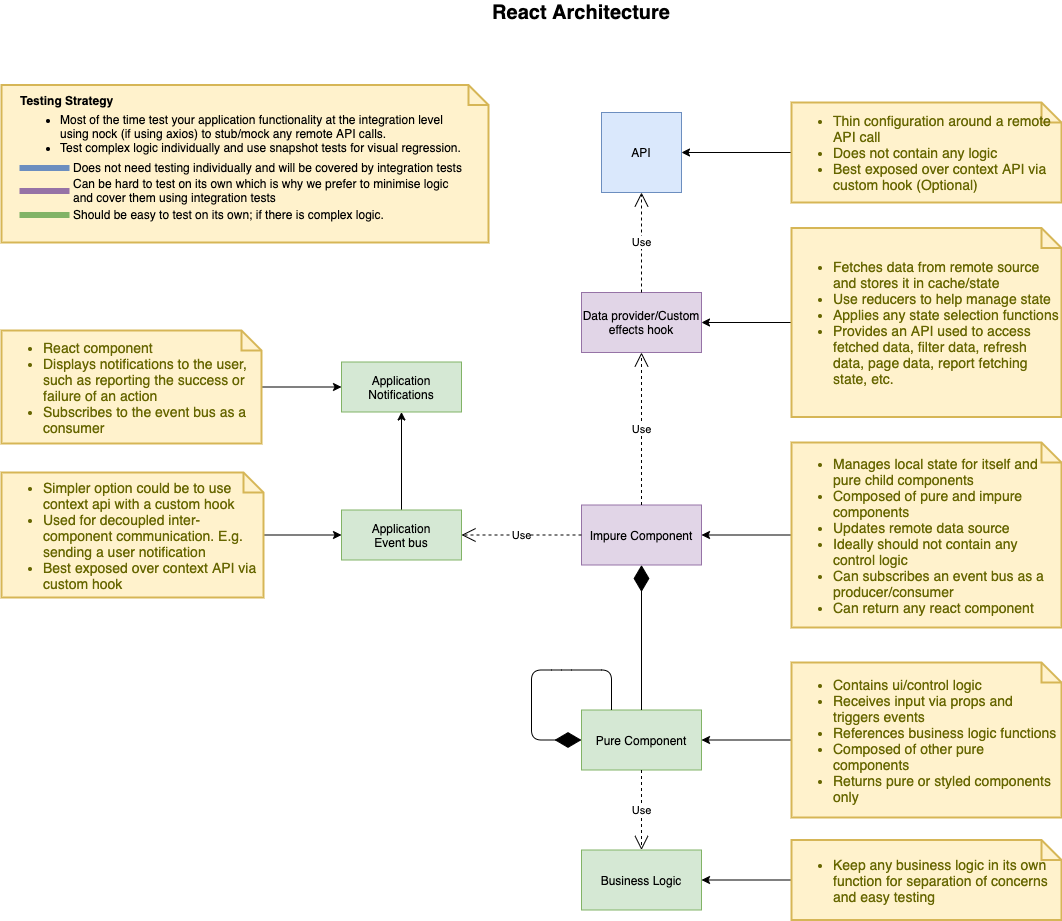 React Architecture
Testing Strategy
• Most of the time test your application functionality at the integration level
using nock (if using axios) to stub/mock any remote API calls.
• Test complex logic individually and use snapshot tests for visual regression.
Does not need testing individually and will be covered by integration tests
Can be hard to test on its own which is why we prefer to minimise logic
and cover them using integration tests
Should be easy to test on its own; if there is complex logic.
API
• Thin configuration around a remote
API call
• Does not contain any logic
• Best exposed over context API via
custom hook (Optional)
Use
Data provider/Custom
effects hook
• Fetches data from remote source
and stores it in cache/state
• Use reducers to help manage state
• Applies any state selection functions
• Provides an API used to access
fetched data, filter data, refresh
data, page data, report fetching
state, etc.
• React component
• Displays notifications to the user,
such as reporting the success or
failure of an action
• Subscribes to the event bus as a
consumer
Application
Notifications
Use
• Simpler option could be to use
context api with a custom hook
• Used for decoupled inter-
component communication. E.g.
sending a user notification
• Best exposed over context API via
custom hook
Application
Event bus
Use
Impure Component
• Manages local state for itself and
pure child components
• Composed of pure and impure
components
• Updates remote data source
• Ideally should not contain any
control logic
• Can subscribes an event bus as a
producer/consumer
• Can return any react component
Pure Component
• Contains ui/control logic
• Receives input via props and
triggers events
• References business logic functions
• Composed of other pure
components
• Returns pure or styled components
only
Use
Business Logic
• Keep any business logic in its own
function for separation of concerns
and easy testing